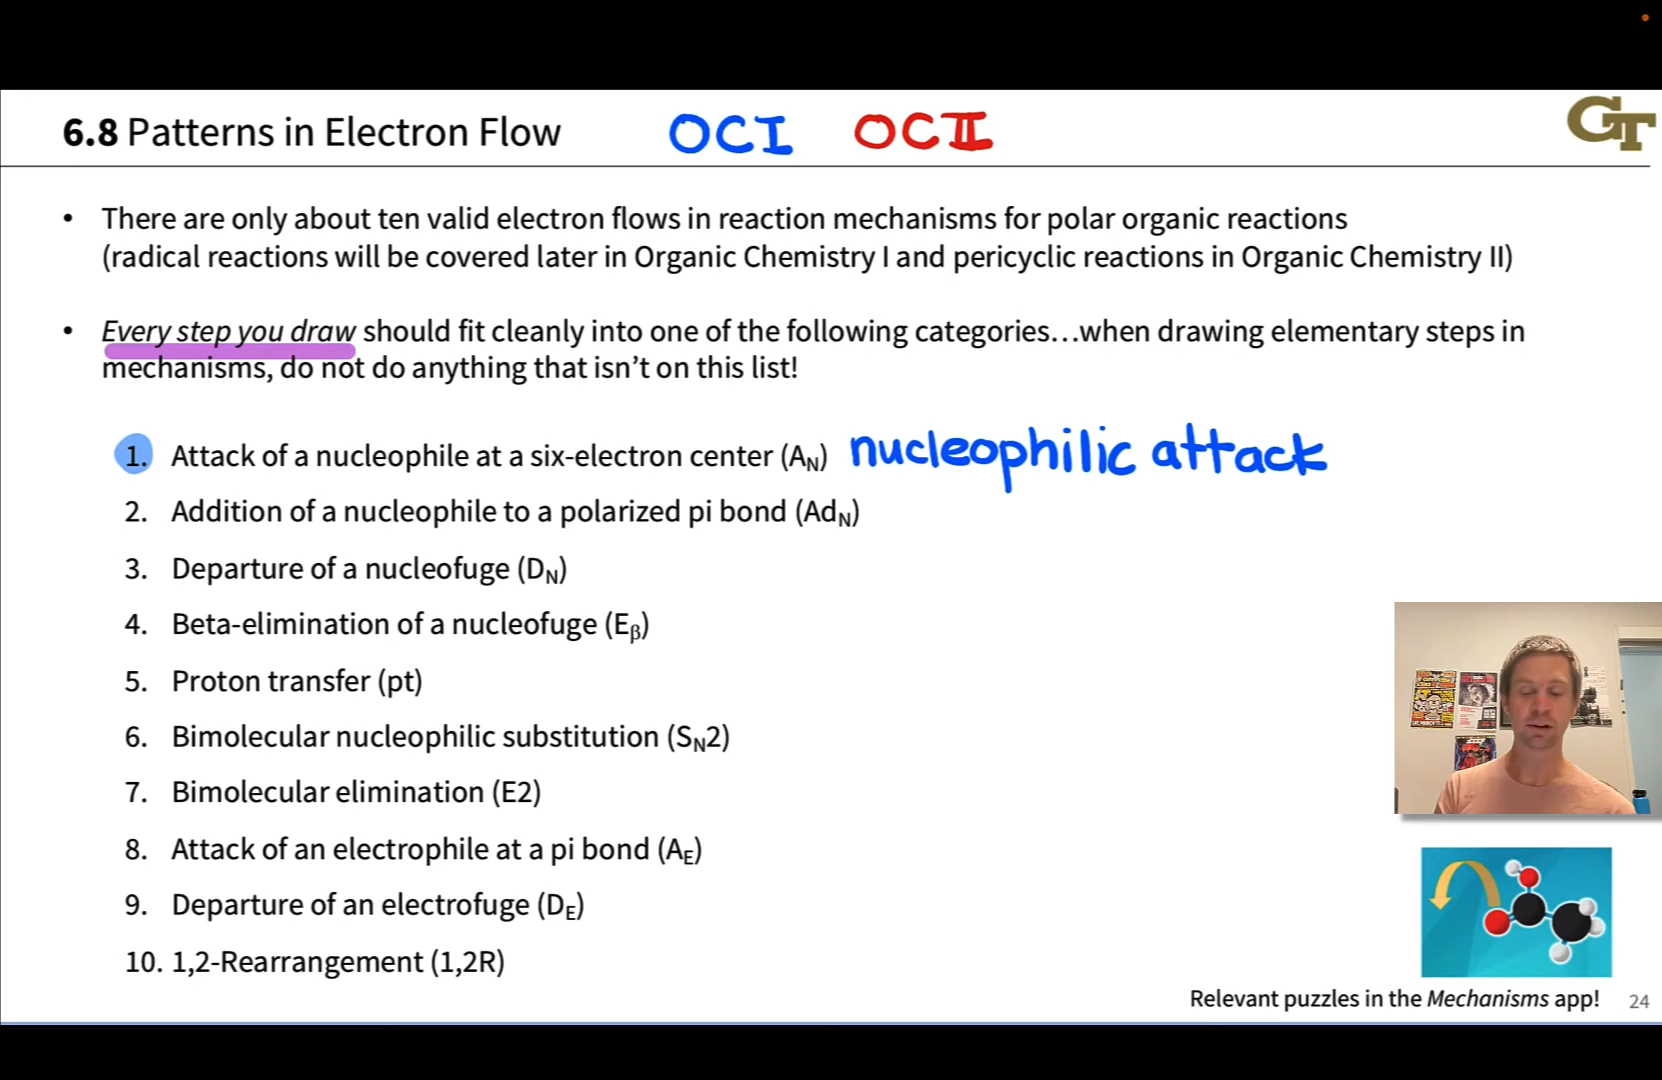 6.8 Patterns in Electron Flow OCI OCII GT
• There are only about ten valid electron flows in reaction mechanisms for polar organic reactions
(radical reactions will be covered later in Organic Chemistry I and pericyclic reactions in Organic Chemistry II)
• Every step you draw should fit cleanly into one of the following categories...when drawing elementary steps in
mechanisms, do not do anything that isn't on this list!
1. Attack of a nucleophile at a six-electron center (AN) nucleophilic attack
2. Addition of a nucleophile to a polarized pi bond (AdN)
3. Departure of a nucleofuge (DN)
4. Beta-elimination of a nucleofuge (Eβ)
5. Proton transfer (pt)
6. Bimolecular nucleophilic substitution (SN2)
7. Bimolecular elimination (E2)
8. Attack of an electrophile at a pi bond (AE)
9. Departure of an electrofuge (DE)
10. 1,2-Rearrangement (1,2R)
Relevant puzzles in the Mechanisms app! 24